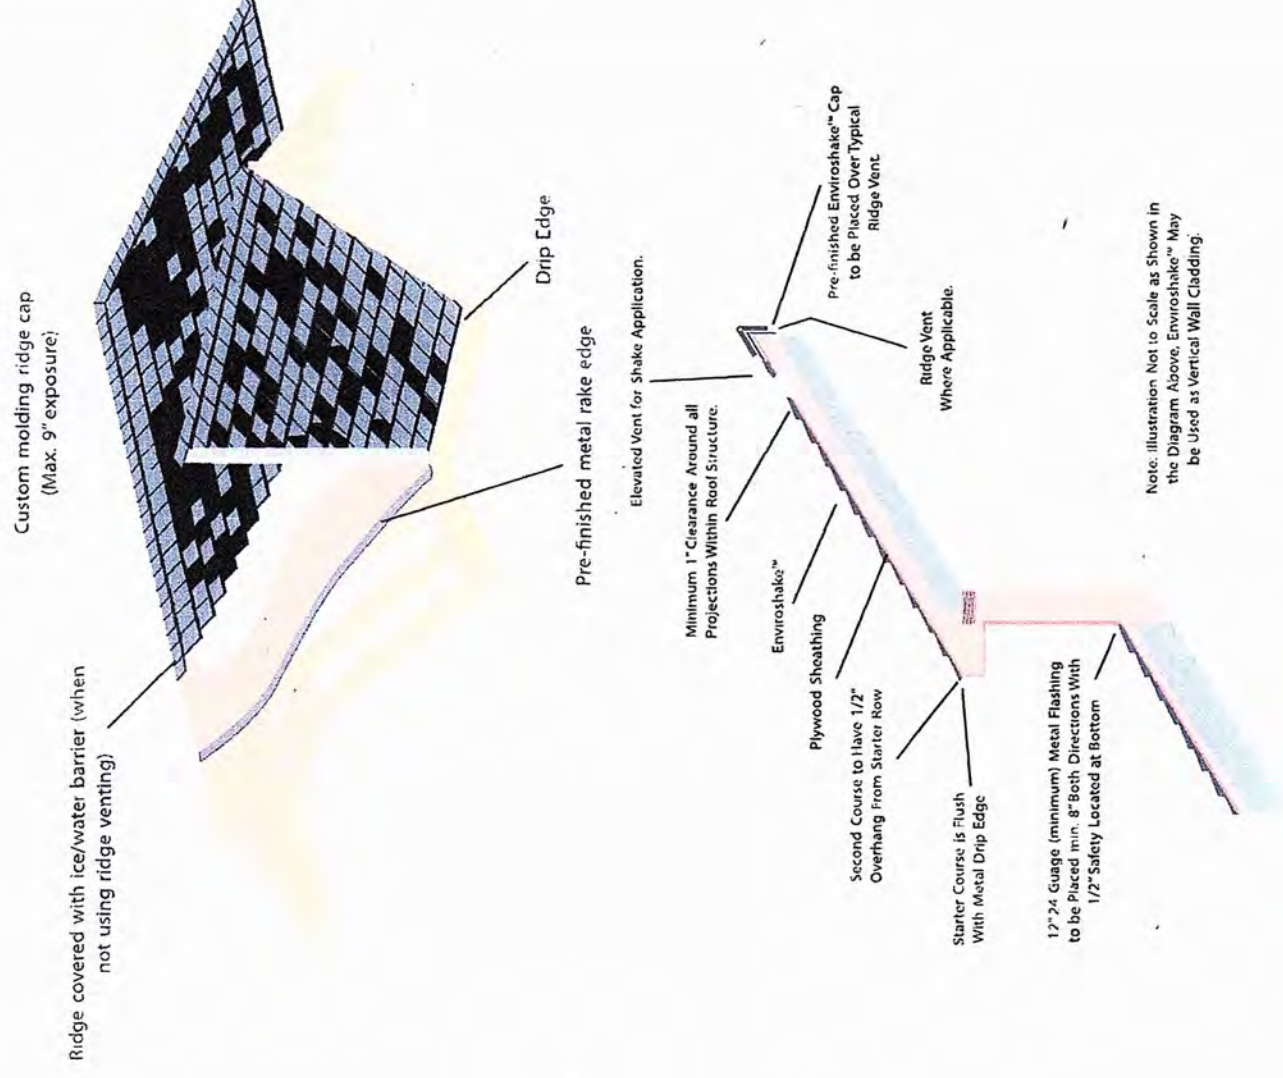 Custom molding ridge cap
(Max. 9" exposure)
Ridge covered with ice/water barrier (when
not using ridge venting)
Drip Edge
Pre-finished metal rake edge
Elevated Vent for Shake Application.
Minimum 1" Clearance Around all
Projections Within Roof Structure.
Enviroshake™
Plywood Sheathing
Second Course to Have 1/2"
Overhang From Starter Row
Starter Course is Flush
With Metal Drip Edge
12" 24 Guage (minimum) Metal Flashing
to be Placed min. 8" Both Directions With
1/2" Safety Located at Bottom
Pre-finished Enviroshake™ Cap
to be Placed Over Typical
Ridge Vent.
Ridge Vent
Where Applicable.
Note: Illustration Not to Scale as Shown in
the Diagram Above, Enviroshake™ May
be Used as Vertical Wall Cladding.